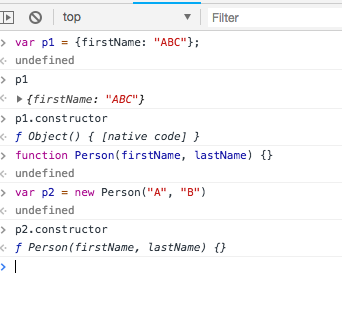 top Filter
var p1 = {firstName: "ABC"};
undefined
p1
{firstName: "ABC"}
p1.constructor
ƒ Object() { [native code] }
function Person(firstName, lastName) {}
undefined
var p2 = new Person("A", "B")
undefined
p2.constructor
ƒ Person(firstName, lastName) {}